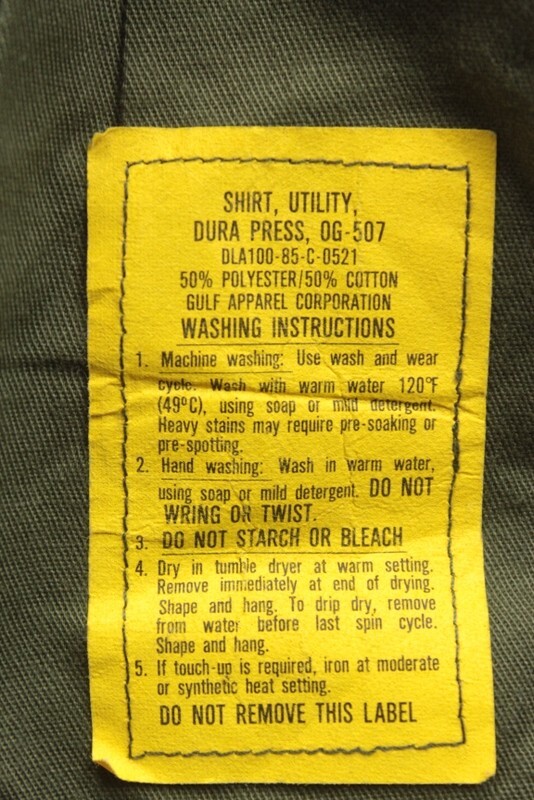 SHIRT, UTILITY,
DURA PRESS, OG-507
DLA100-85-C-0521
50% POLYESTER/50% COTTON
GULF APPAREL CORPORATION
WASHING INSTRUCTIONS
1. Machine washing: Use wash and wear
cycle. Wash with warm water 120°F
(49°C), using soap or mild detergent.
Heavy stains may require pre-soaking or
pre-spotting.
2. Hand washing: Wash in warm water,
using soap or mild detergent. DO NOT
WRING OR TWIST.
3. DO NOT STARCH OR BLEACH
4. Dry in tumble dryer at warm setting.
Remove immediately at end of drying.
Shape and hang. To drip dry, remove
from water before last spin cycle.
Shape and hang.
5. If touch-up is required, iron at moderate
or synthetic heat setting.
DO NOT REMOVE THIS LABEL